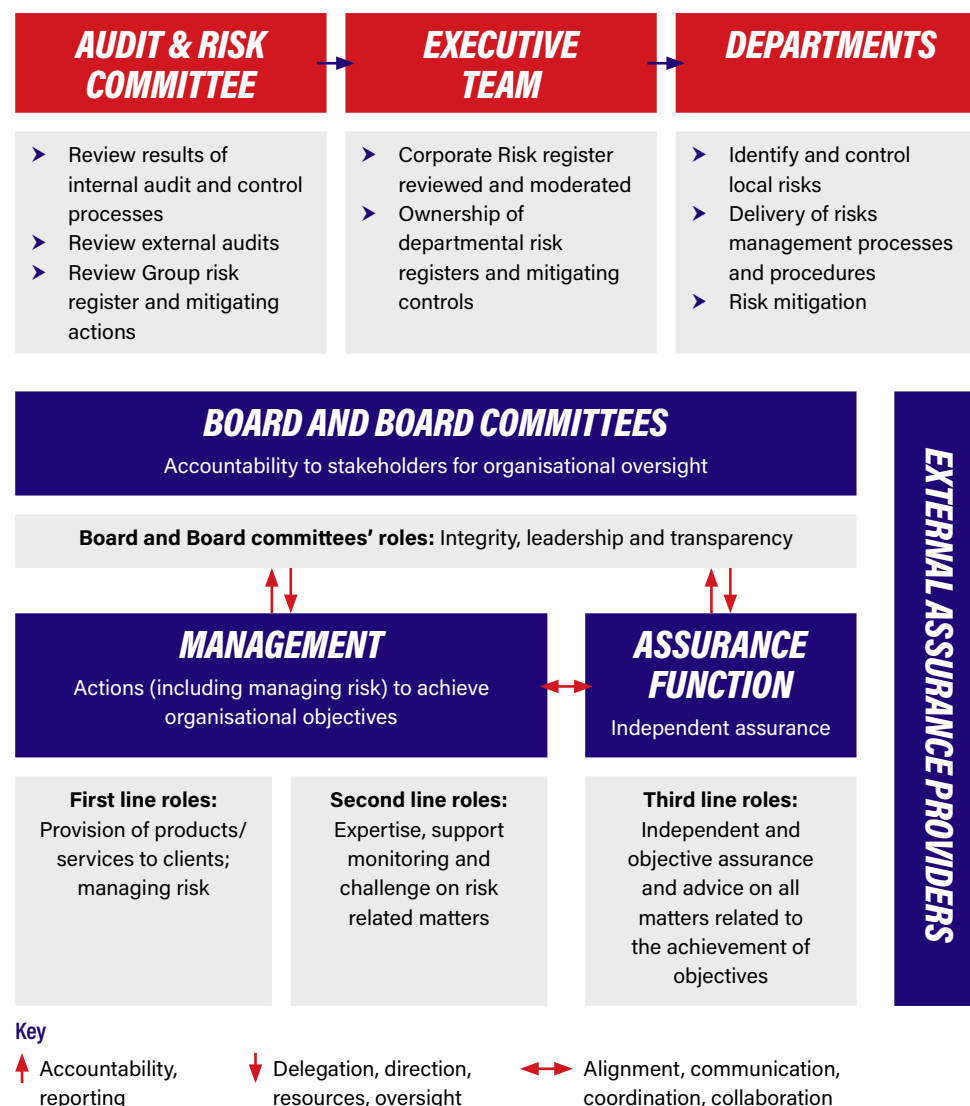 AUDIT & RISK
COMMITTEE
EXECUTIVE
TEAM
DEPARTMENTS
Review results of
internal audit and control
processes
Review external audits
Review Group risk
register and mitigating
actions
Corporate Risk register
reviewed and moderated
Ownership of
departmental risk
registers and mitigating
controls
Identify and control
local risks
Delivery of risks
management processes
and procedures
Risk mitigation
BOARD AND BOARD COMMITTEES
Accountability to stakeholders for organisational oversight
Board and Board committees' roles: Integrity, leadership and transparency
MANAGEMENT
Actions (including managing risk) to achieve
organisational objectives
ASSURANCE
FUNCTION
Independent assurance
First line roles:
Provision of products/
services to clients;
managing risk
Second line roles:
Expertise, support
monitoring and
challenge on risk
related matters
Third line roles:
Independent and
objective assurance
and advice on all
matters related to
the achievement of
objectives
EXTERNAL ASSURANCE PROVIDERS
Key
Accountability,
reporting
Delegation, direction,
resources, oversight
Alignment, communication,
coordination, collaboration